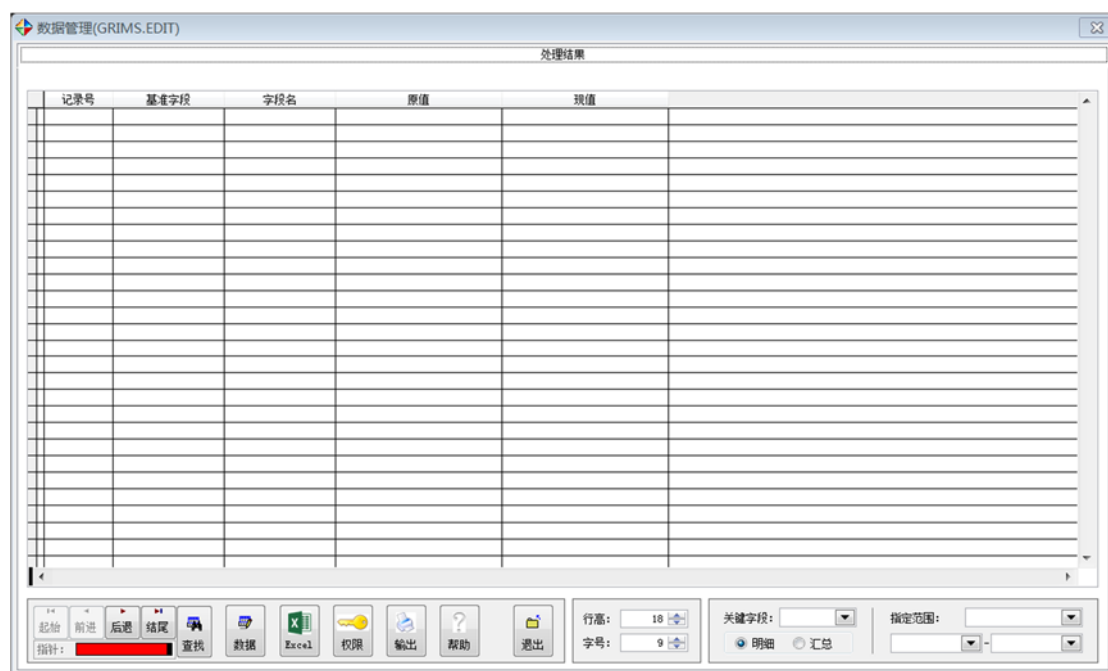 数据管理(GRIMS.EDIT)
处理结果
记录号 基准字段 字段名 原值 现值
起始 前进 后退 结尾 查找 数据 Excel 权限 输出 帮助 退出
指针:
行高: 18
字号: 9
关键字段:
明细 汇总
指定范围:
-